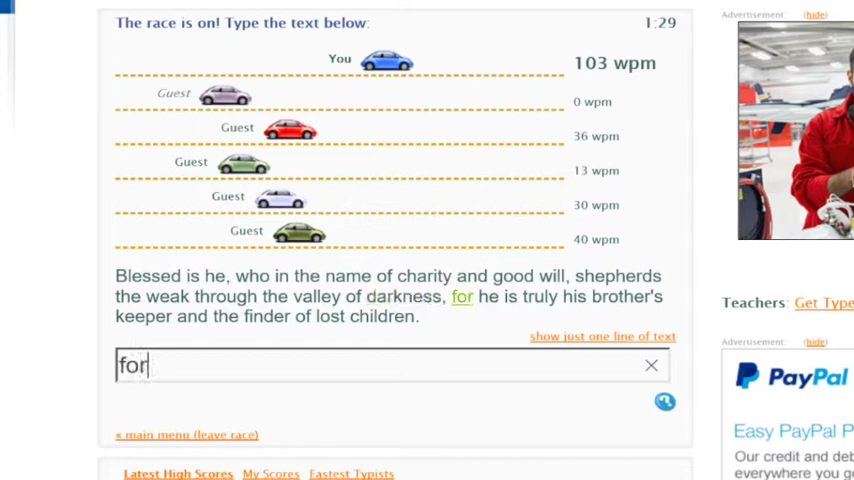 Advertisement: (hide)
The race is on! Type the text below:
1:29
You
103 wpm
Guest
0 wpm
Guest
36 wpm
Guest
13 wpm
Guest
30 wpm
Guest
40 wpm
Blessed is he, who in the name of charity and good will, shepherds
the weak through the valley of darkness, for he is truly his brother's
keeper and the finder of lost children.
show just one line of text
for
« main menu (leave race)
Latest High Scores My Scores Fastest Typists
Teachers: Get Type
Advertisement: (hide)
PayPal
Easy PayPal P
Our credit and deb
everywhere you g